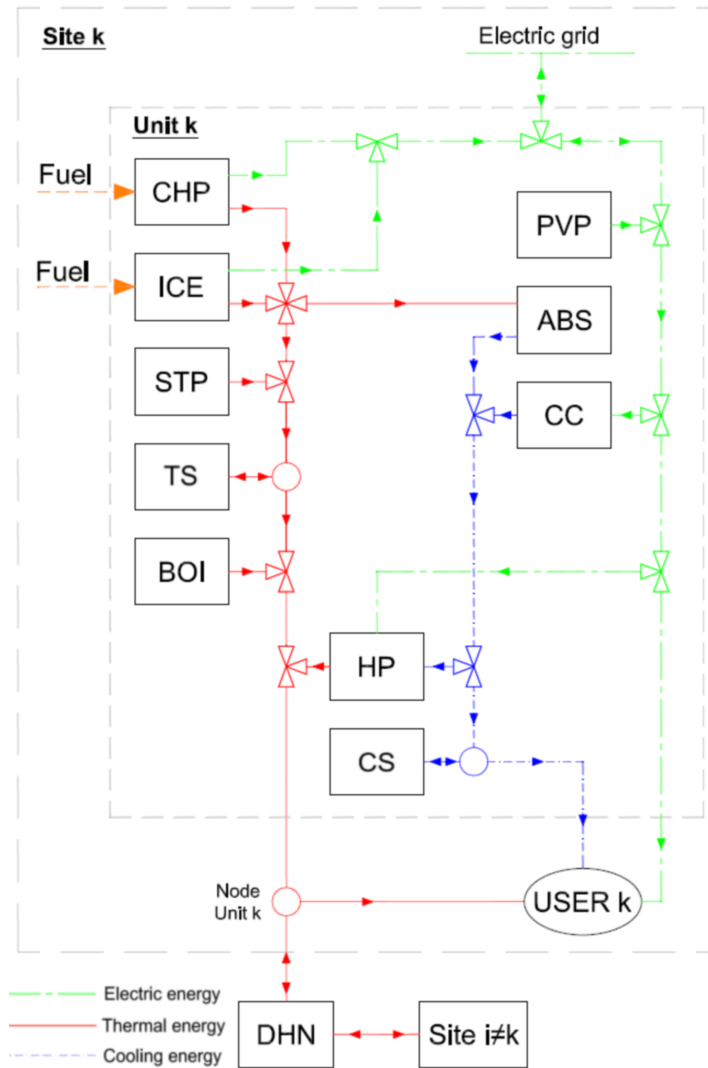 Site k
Electric grid
Unit k
Fuel
CHP
PVP
Fuel
ICE
ABS
STP
CC
TS
BOI
HP
CS
Node
Unit k
USER k
Electric energy
Thermal energy
Cooling energy
DHN
Site i≠k